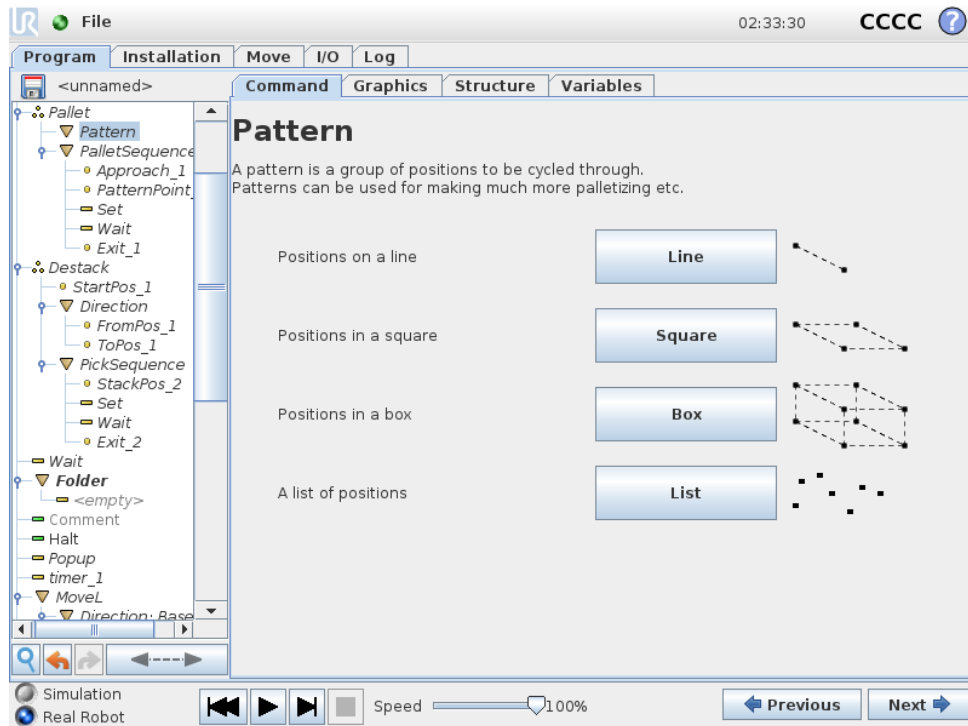 UR File 02:33:30 CCCC ?
Program Installation Move I/O Log
<unnamed> Command Graphics Structure Variables
Pallet
Pattern
PalletSequence
Approach_1
PatternPoint_
Set
Wait
Exit_1
Destack
StartPos_1
Direction
FromPos_1
ToPos_1
PickSequence
StackPos_2
Set
Wait
Exit_2
Wait
Folder
<empty>
Comment
Halt
Popup
timer_1
MoveL
Direction: Base
Pattern
A pattern is a group of positions to be cycled through.
Patterns can be used for making much more palletizing etc.
Positions on a line Line
Positions in a square Square
Positions in a box Box
A list of positions List
Simulation
Real Robot
Speed 100%
Previous Next